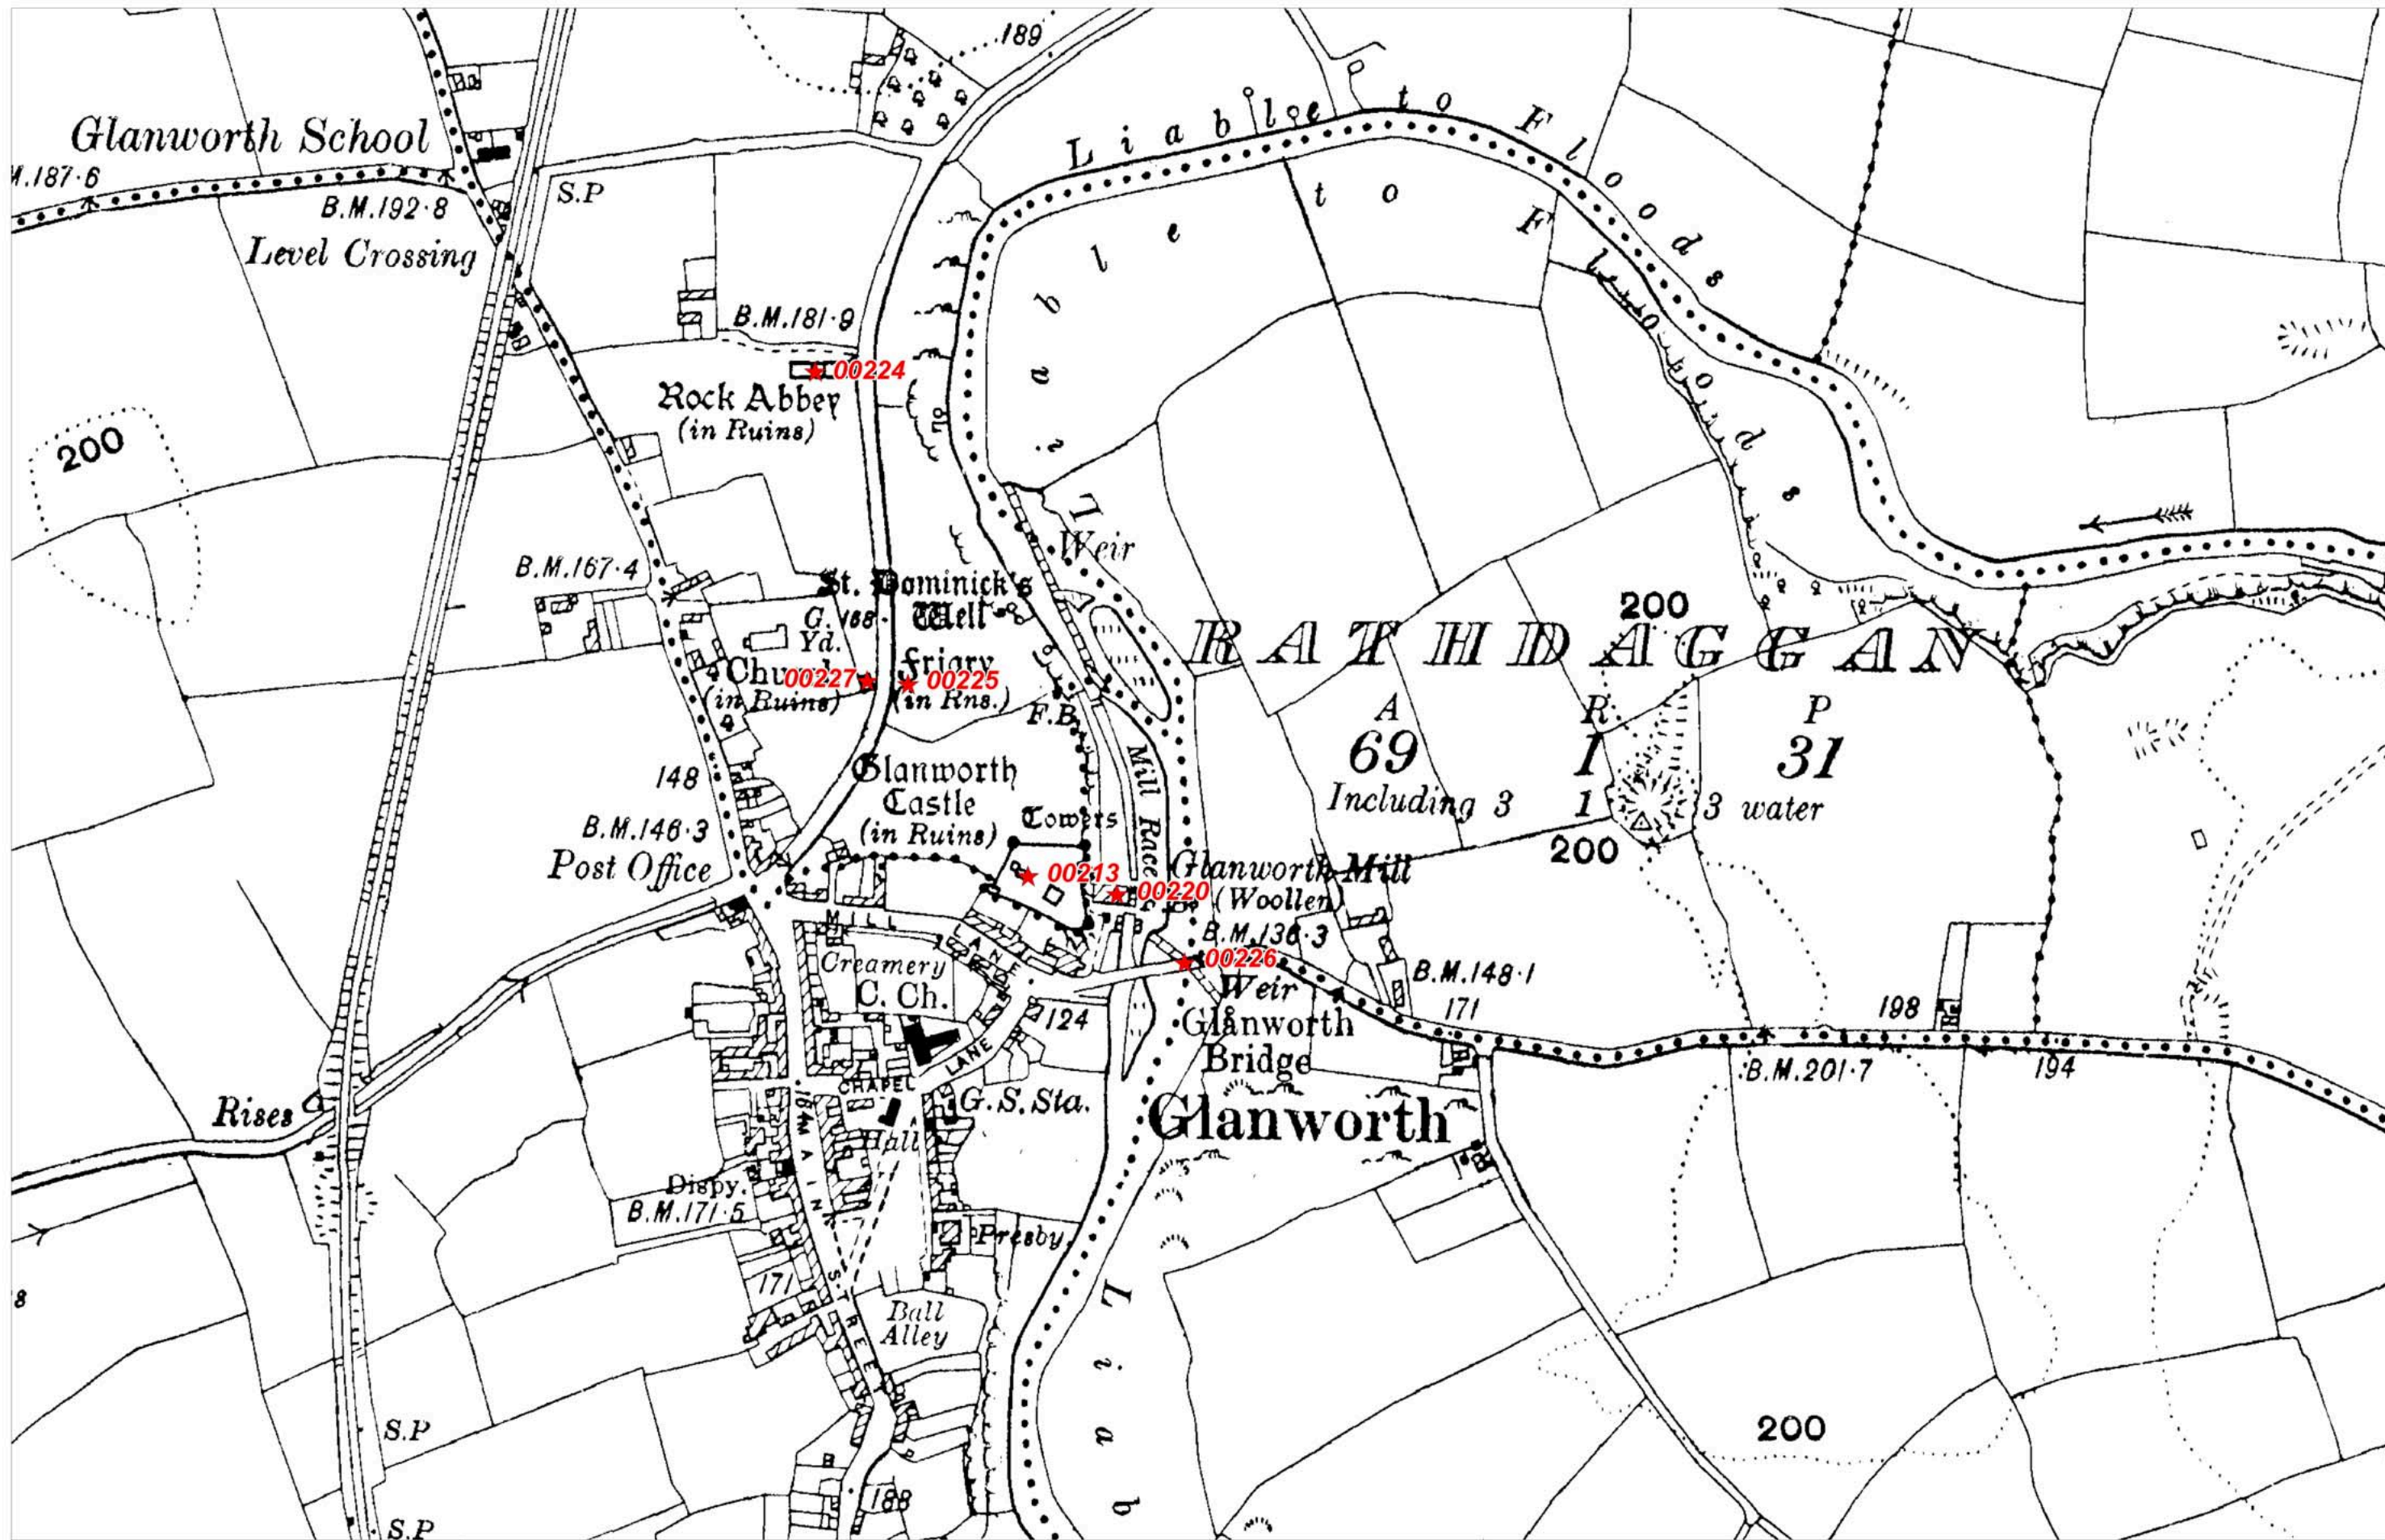 189
Glanworth School
Liable to Floods
M.187·6
B.M.192·8
S.P
Liable to Floods
Level Crossing
B.M.181·9
00224
Rock Abbey
(in Ruins)
200
Weir
B.M.167·4
St. Dominick's
Well
G.
Yd.
168
200
RATHDAGGAN
Church
(in Ruins)
00227
Friary
(in Rns.)
00225
F.B.
A R P
69 1 31
Including 3 1 3 water
148
Glanworth
Castle
(in Ruins)
Towers
Mill Race
B.M.146·3
Post Office
200
00213
Glanworth Mill
(Woollen)
00220
MILL LANE
B.M.136·3
00226
Creamery
C. Ch.
Weir
B.M.148·1
171
198
124
Glanworth
Bridge
B.M.201·7
194
CHAPEL LANE
G.S. Sta.
Rises
164
Glanworth
Hall
MAIN STREET
Dispy.
B.M.171·5
Presby.
171
Ball
Alley
Liab
8
S.P
200
188
S.P